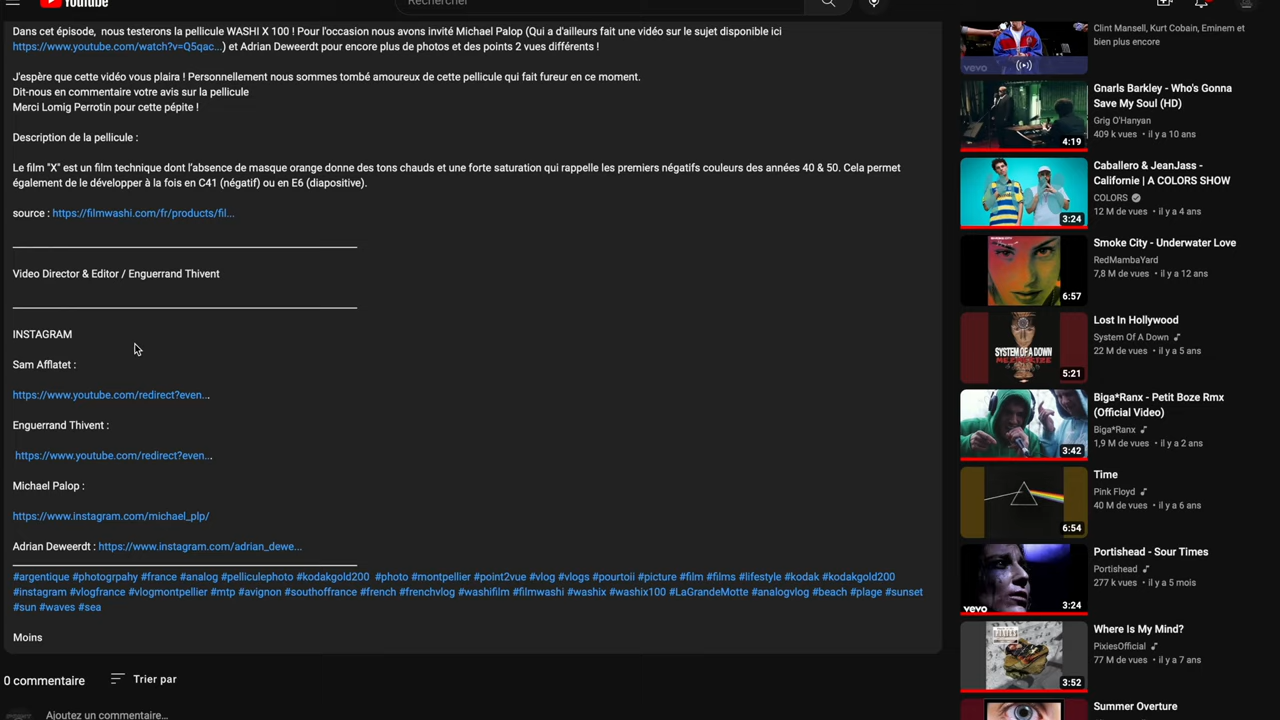 YouTube
Rechercher
Dans cet épisode,  nous testerons la pellicule WASHI X 100 ! Pour l'occasion nous avons invité Michael Palop (Qui a d'ailleurs fait une vidéo sur le sujet disponible ici
https://www.youtube.com/watch?v=Q5qac...) et Adrian Deweerdt pour encore plus de photos et des points 2 vues différents !
J'espère que cette vidéo vous plaira ! Personnellement nous sommes tombé amoureux de cette pellicule qui fait fureur en ce moment.
Dit-nous en commentaire votre avis sur la pellicule
Merci Lomig Perrotin pour cette pépite !
Description de la pellicule :
Le film "X" est un film technique dont l'absence de masque orange donne des tons chauds et une forte saturation qui rappelle les premiers négatifs couleurs des années 40 & 50. Cela permet
également de le développer à la fois en C41 (négatif) ou en E6 (diapositive).
source : https://filmwashi.com/fr/products/fil...
Video Director & Editor / Enguerrand Thivent
INSTAGRAM
Sam Afflatet :
https://www.youtube.com/redirect?even...
Enguerrand Thivent :
https://www.youtube.com/redirect?even...
Michael Palop :
https://www.instagram.com/michael_plp/
Adrian Deweerdt : https://www.instagram.com/adrian_dewe...
#argentique #photogrpahy #france #analog #pelliculephoto #kodakgold200  #photo #montpellier #point2vue #vlog #vlogs #pourtoii #picture #film #films #lifestyle #kodak #kodakgold200
#instagram #vlogfrance #vlogmontpellier #mtp #avignon #southoffrance #french #frenchvlog #washifilm #filmwashi #washix #washix100 #LaGrandeMotte #analogvlog #beach #plage #sunset
#sun #waves #sea
Moins
0 commentaire
Trier par
Ajoutez un commentaire...
vevo
Clint Mansell, Kurt Cobain, Eminem et
bien plus encore
4:19
Gnarls Barkley - Who's Gonna
Save My Soul (HD)
Grig O'Hanyan
409 k vues • il y a 10 ans
3:24
Caballero & JeanJass -
Californie | A COLORS SHOW
COLORS
12 M de vues • il y a 4 ans
6:57
Smoke City - Underwater Love
RedMambaYard
7,8 M de vues • il y a 12 ans
SYSTEM OF A DOWN
MEZMERIZE
5:21
Lost In Hollywood
System Of A Down
22 M de vues • il y a 5 ans
3:42
Biga*Ranx - Petit Boze Rmx
(Official Video)
Biga*Ranx
1,9 M de vues • il y a 2 ans
6:54
Time
Pink Floyd
40 M de vues • il y a 6 ans
vevo
3:24
Portishead - Sour Times
Portishead
277 k vues • il y a 5 mois
3:52
Where Is My Mind?
PixiesOfficial
77 M de vues • il y a 7 ans
Summer Overture